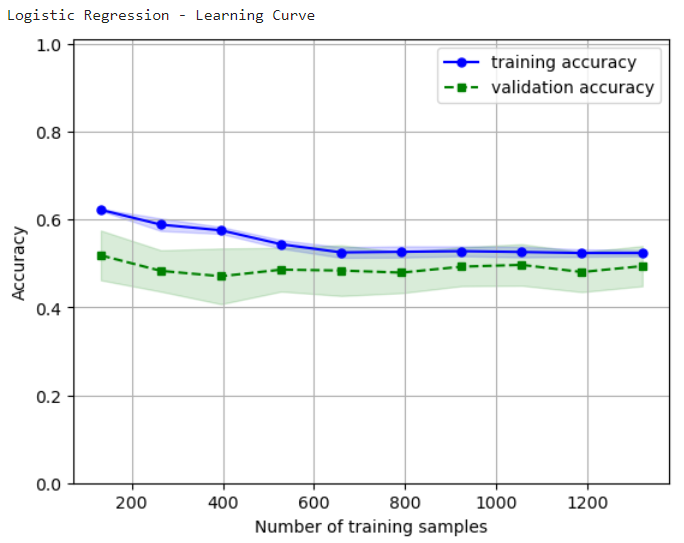 Logistic Regression - Learning Curve
1.0
training accuracy
validation accuracy
0.8
0.6
Accuracy
0.4
0.2
0.0
200 400 600 800 1000 1200
Number of training samples